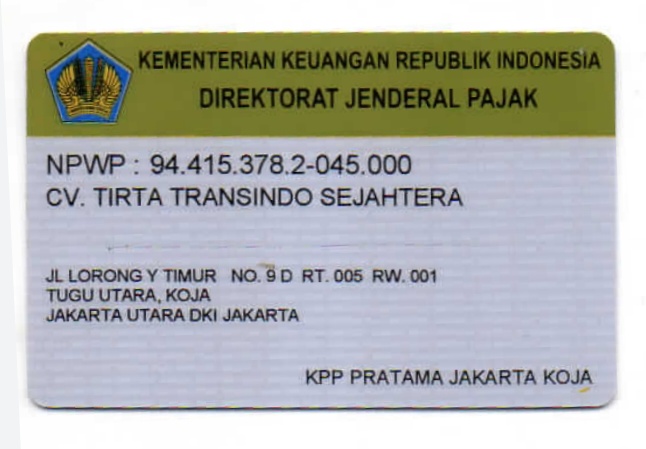 KEMENTERIAN KEUANGAN REPUBLIK INDONESIA
DIREKTORAT JENDERAL PAJAK
NPWP : 94.415.378.2-045.000
CV. TIRTA TRANSINDO SEJAHTERA
JL LORONG Y TIMUR NO. 9 D RT. 005 RW. 001
TUGU UTARA, KOJA
JAKARTA UTARA DKI JAKARTA
KPP PRATAMA JAKARTA KOJA